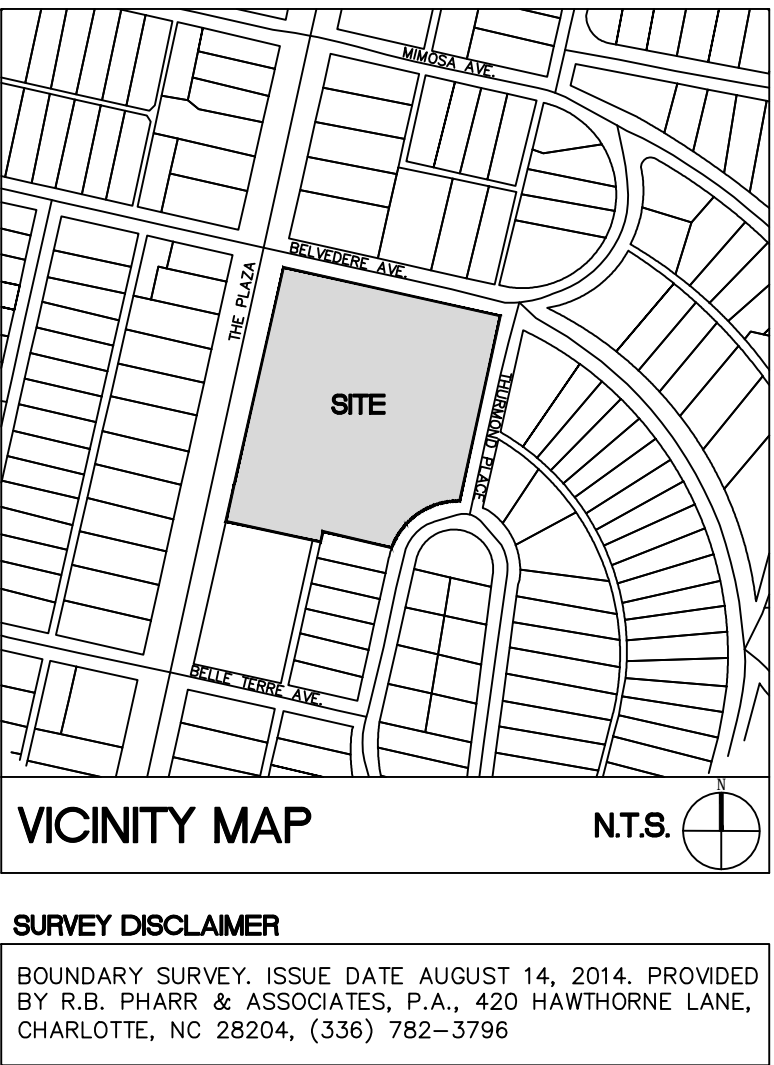 MIMOSA AVE.
BELVEDERE AVE.
THE PLAZA
SITE
THURMOND PLACE
BELLE TERRE AVE.
N
VICINITY MAP
N.T.S.
SURVEY DISCLAIMER
BOUNDARY SURVEY. ISSUE DATE AUGUST 14, 2014. PROVIDED
BY R.B. PHARR & ASSOCIATES, P.A., 420 HAWTHORNE LANE,
CHARLOTTE, NC 28204, (336) 782-3796